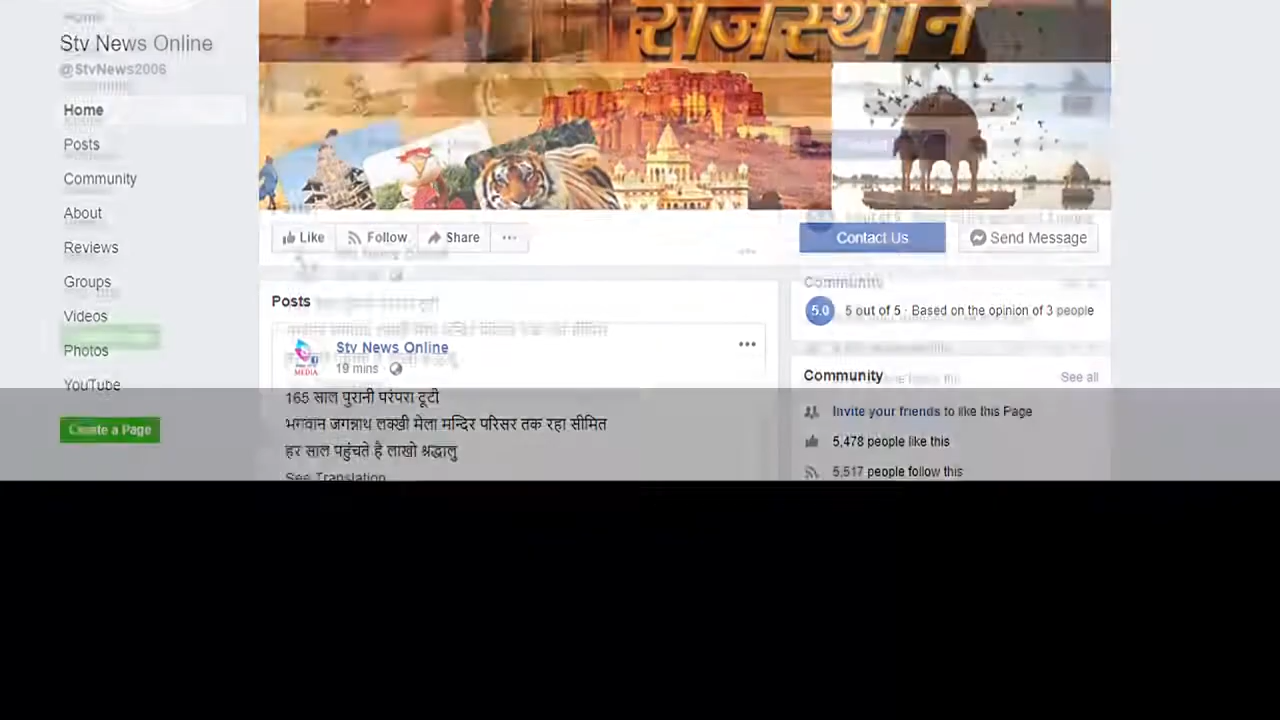 राजस्थान
Home
Stv News Online
@StvNews2006
Home
Posts
Community
About
Reviews
Groups
Videos
Photos
YouTube
Create a Page
Like
Follow
Share
Contact Us
Send Message
Posts
Stv News Online
19 mins
MEDIA
165 साल पुरानी परंपरा टूटी
भगवान जगन्नाथ लक्खी मेला मन्दिर परिसर तक रहा सीमित
हर साल पहुंचते है लाखो श्रद्धालु
See Translation
Community
5.0 5 out of 5 · Based on the opinion of 3 people
Community See all
Invite your friends to like this Page
5,478 people like this
5,517 people follow this